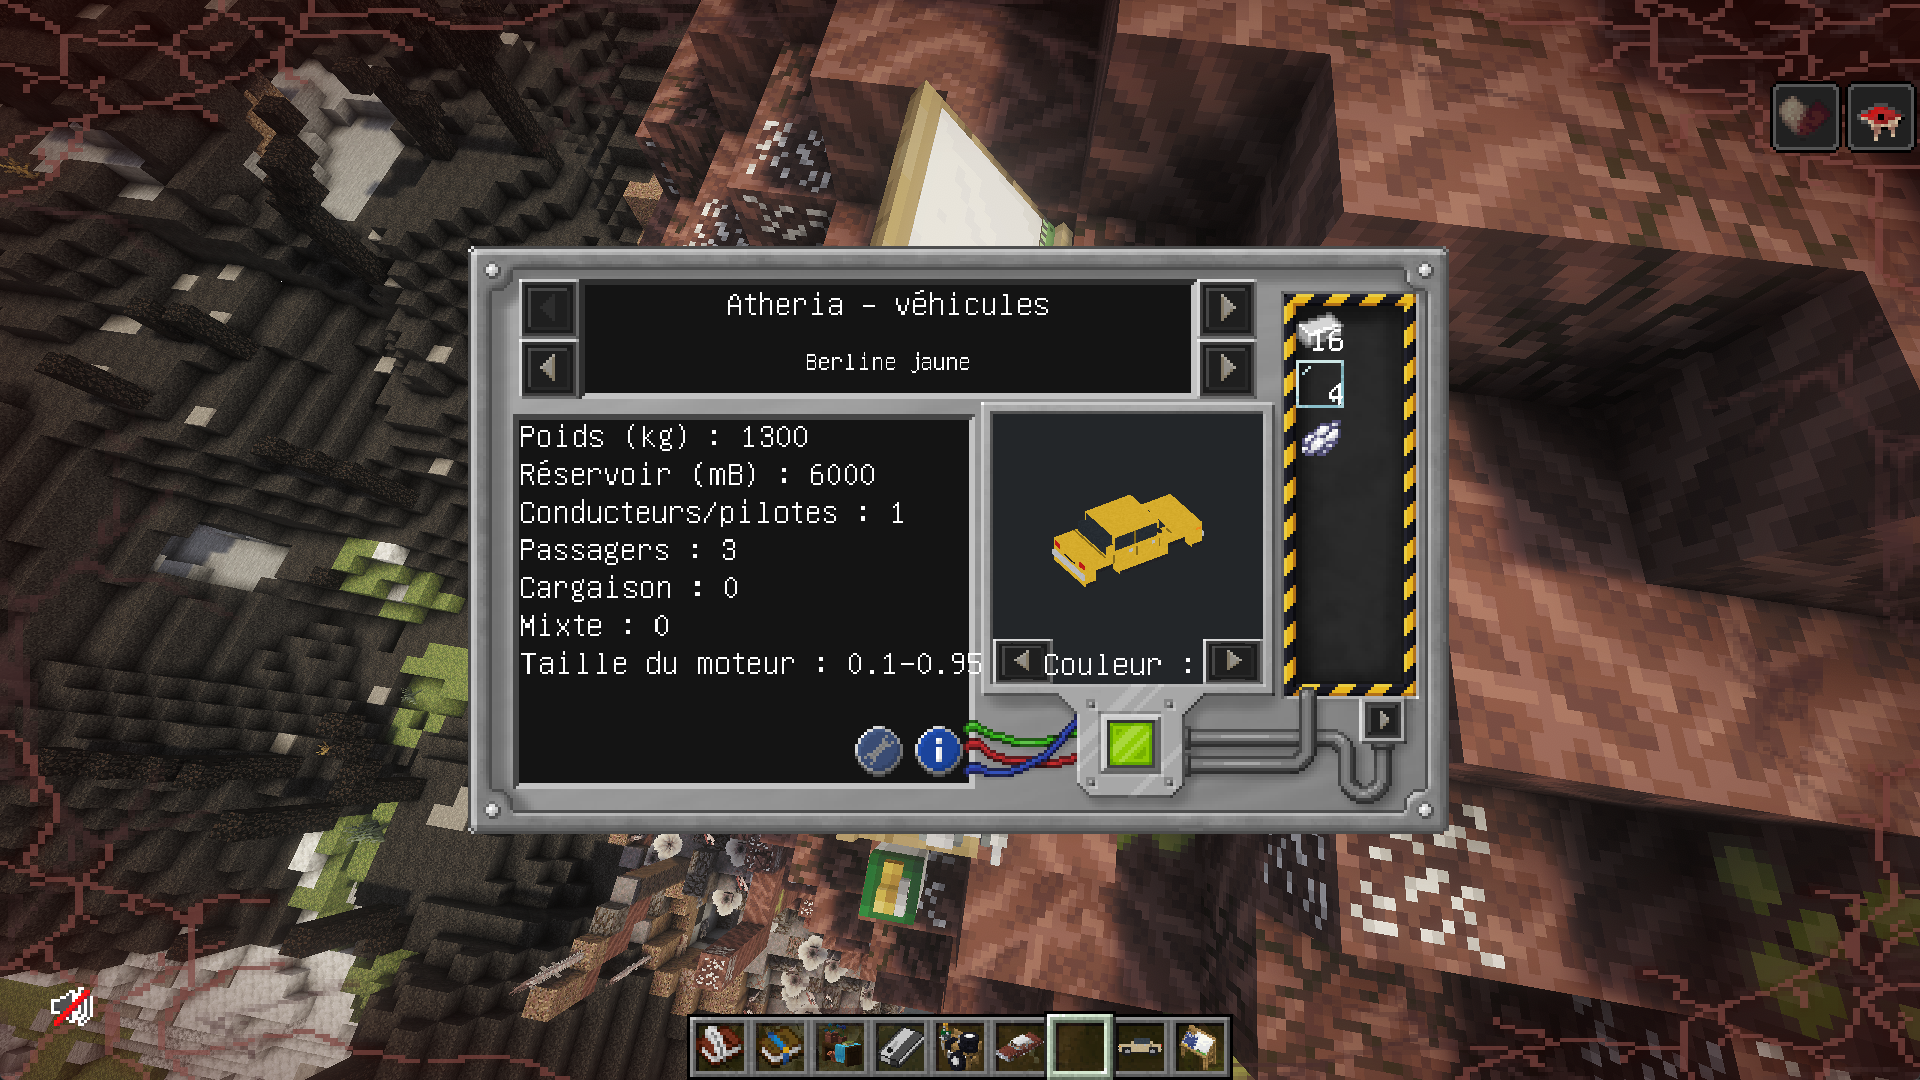 Atheria - véhicules
Berline jaune
16
4
Poids (kg) : 1300
Réservoir (mB) : 6000
Conducteurs/pilotes : 1
Passagers : 3
Cargaison : 0
Mixte : 0
Taille du moteur : 0.1-0.95
Couleur :
i